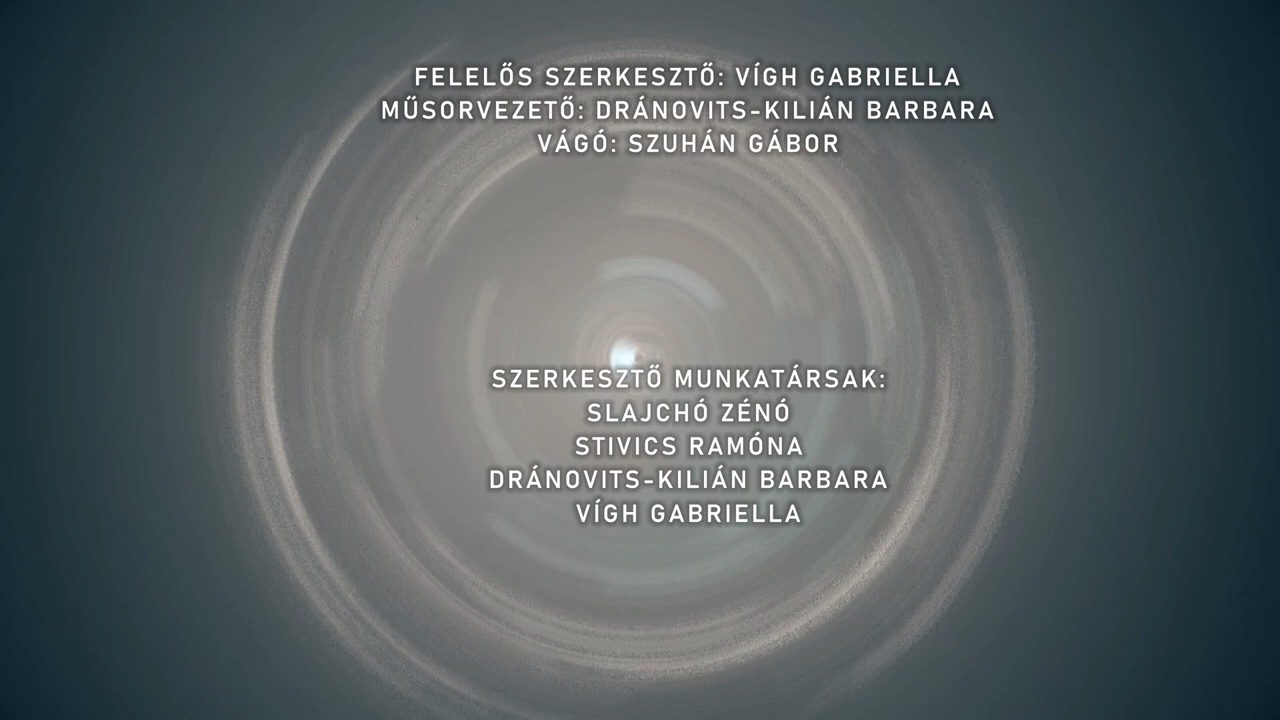 FELELŐS SZERKESZTŐ: VÍGH GABRIELLA
MŰSORVEZETŐ: DRÁNOVITS-KILIÁN BARBARA
VÁGÓ: SZUHÁN GÁBOR
SZERKESZTŐ MUNKATÁRSAK:
SLAJCHÓ ZÉNÓ
STIVICS RAMÓNA
DRÁNOVITS-KILIÁN BARBARA
VÍGH GABRIELLA